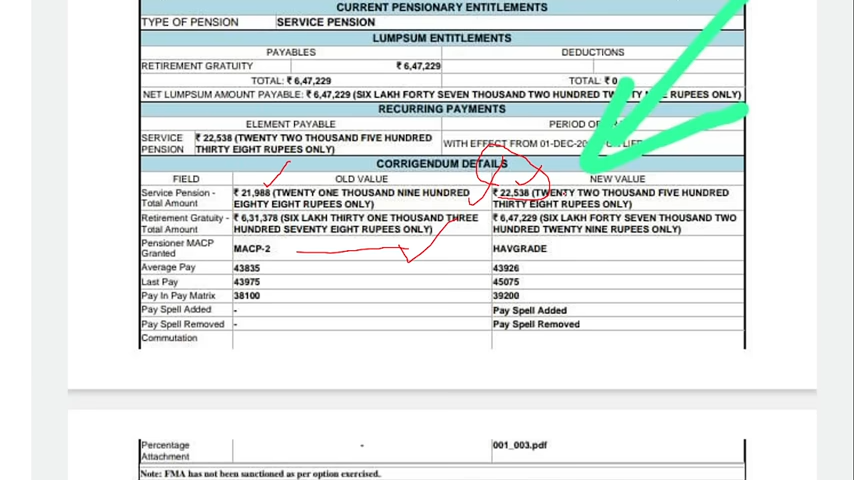 CURRENT PENSIONARY ENTITLEMENTS
TYPE OF PENSION SERVICE PENSION
LUMPSUM ENTITLEMENTS
PAYABLES DEDUCTIONS
RETIREMENT GRATUITY ₹ 6,47,229
TOTAL: ₹ 6,47,229 TOTAL: ₹ 0
NET LUMPSUM AMOUNT PAYABLE: ₹ 6,47,229 (SIX LAKH FORTY SEVEN THOUSAND TWO HUNDRED TWENTY NINE RUPEES ONLY)
RECURRING PAYMENTS
ELEMENT PAYABLE PERIOD OF
SERVICE PENSION ₹ 22,538 (TWENTY TWO THOUSAND FIVE HUNDRED
THIRTY EIGHT RUPEES ONLY)
WITH EFFECT FROM 01-DEC-20
CORRIGENDUM DETAILS
FIELD OLD VALUE NEW VALUE
Service Pension - ₹ 21,988 (TWENTY ONE THOUSAND NINE HUNDRED ₹ 22,538 (TWENTY TWO THOUSAND FIVE HUNDRED
Total Amount EIGHTY EIGHT RUPEES ONLY) THIRTY EIGHT RUPEES ONLY)
Retirement Gratuity - ₹ 6,31,378 (SIX LAKH THIRTY ONE THOUSAND THREE ₹ 6,47,229 (SIX LAKH FORTY SEVEN THOUSAND TWO
Total Amount HUNDRED SEVENTY EIGHT RUPEES ONLY) HUNDRED TWENTY NINE RUPEES ONLY)
Pensioner MACP
Granted MACP-2 HAVGRADE
Average Pay 43835 43926
Last Pay 43975 45075
Pay In Pay Matrix 38100 39200
Pay Spell Added - Pay Spell Added
Pay Spell Removed - Pay Spell Removed
Commutation
Percentage - 001_003.pdf
Attachment
Note: FMA has not been sanctioned as per option exercised.